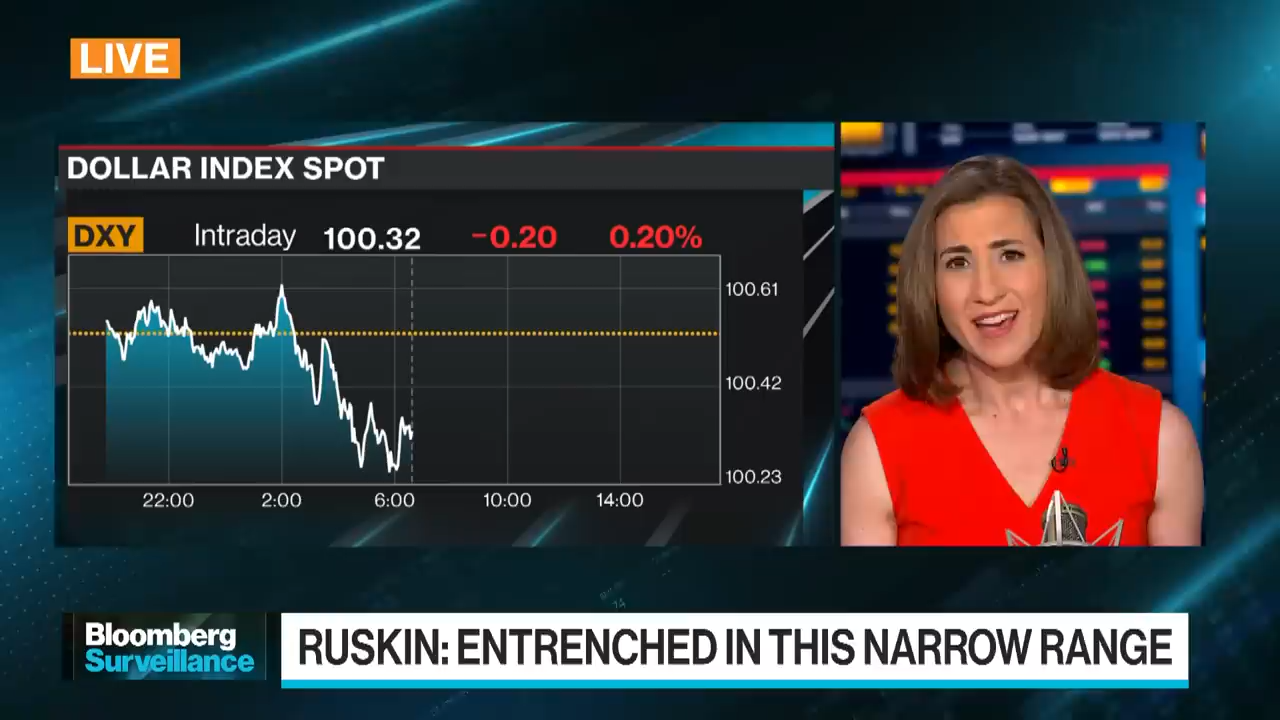 LIVE
DOLLAR INDEX SPOT
DXY Intraday 100.32 −0.20 0.20%
100.61
100.42
100.23
22:00 2:00 6:00 10:00 14:00
Bloomberg
Surveillance
RUSKIN: ENTRENCHED IN THIS NARROW RANGE